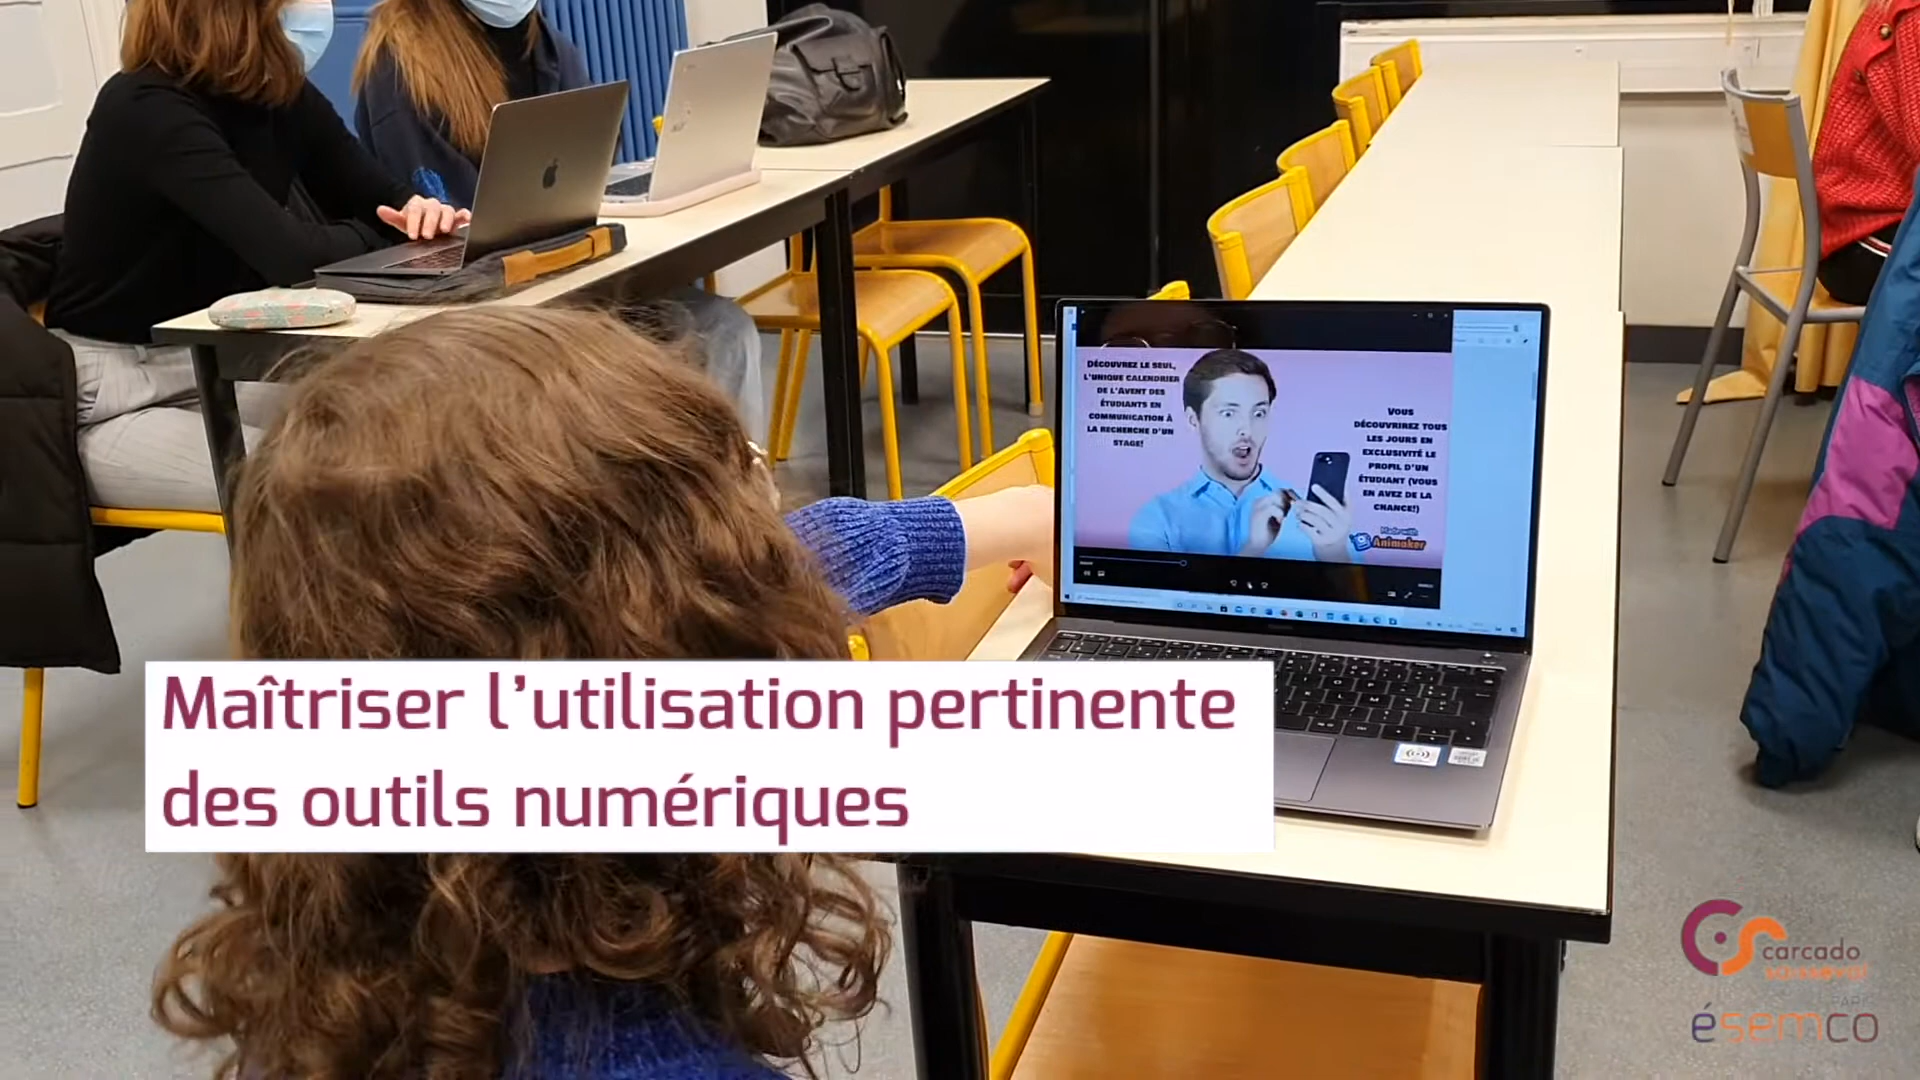 DÉCOUVREZ LE SEUL,
L'UNIQUE CALENDRIER
DE L'AVENT DES
ÉTUDIANTS EN
COMMUNICATION À
LA RECHERCHE D'UN
STAGE!
VOUS
DÉCOUVRIREZ TOUS
LES JOURS EN
EXCLUSIVITÉ LE
PROFIL D'UN
ÉTUDIANT (VOUS
EN AVEZ DE LA
CHANCE!)
Made with
Animaker
Maîtriser l'utilisation pertinente
des outils numériques
carcado
ésemco